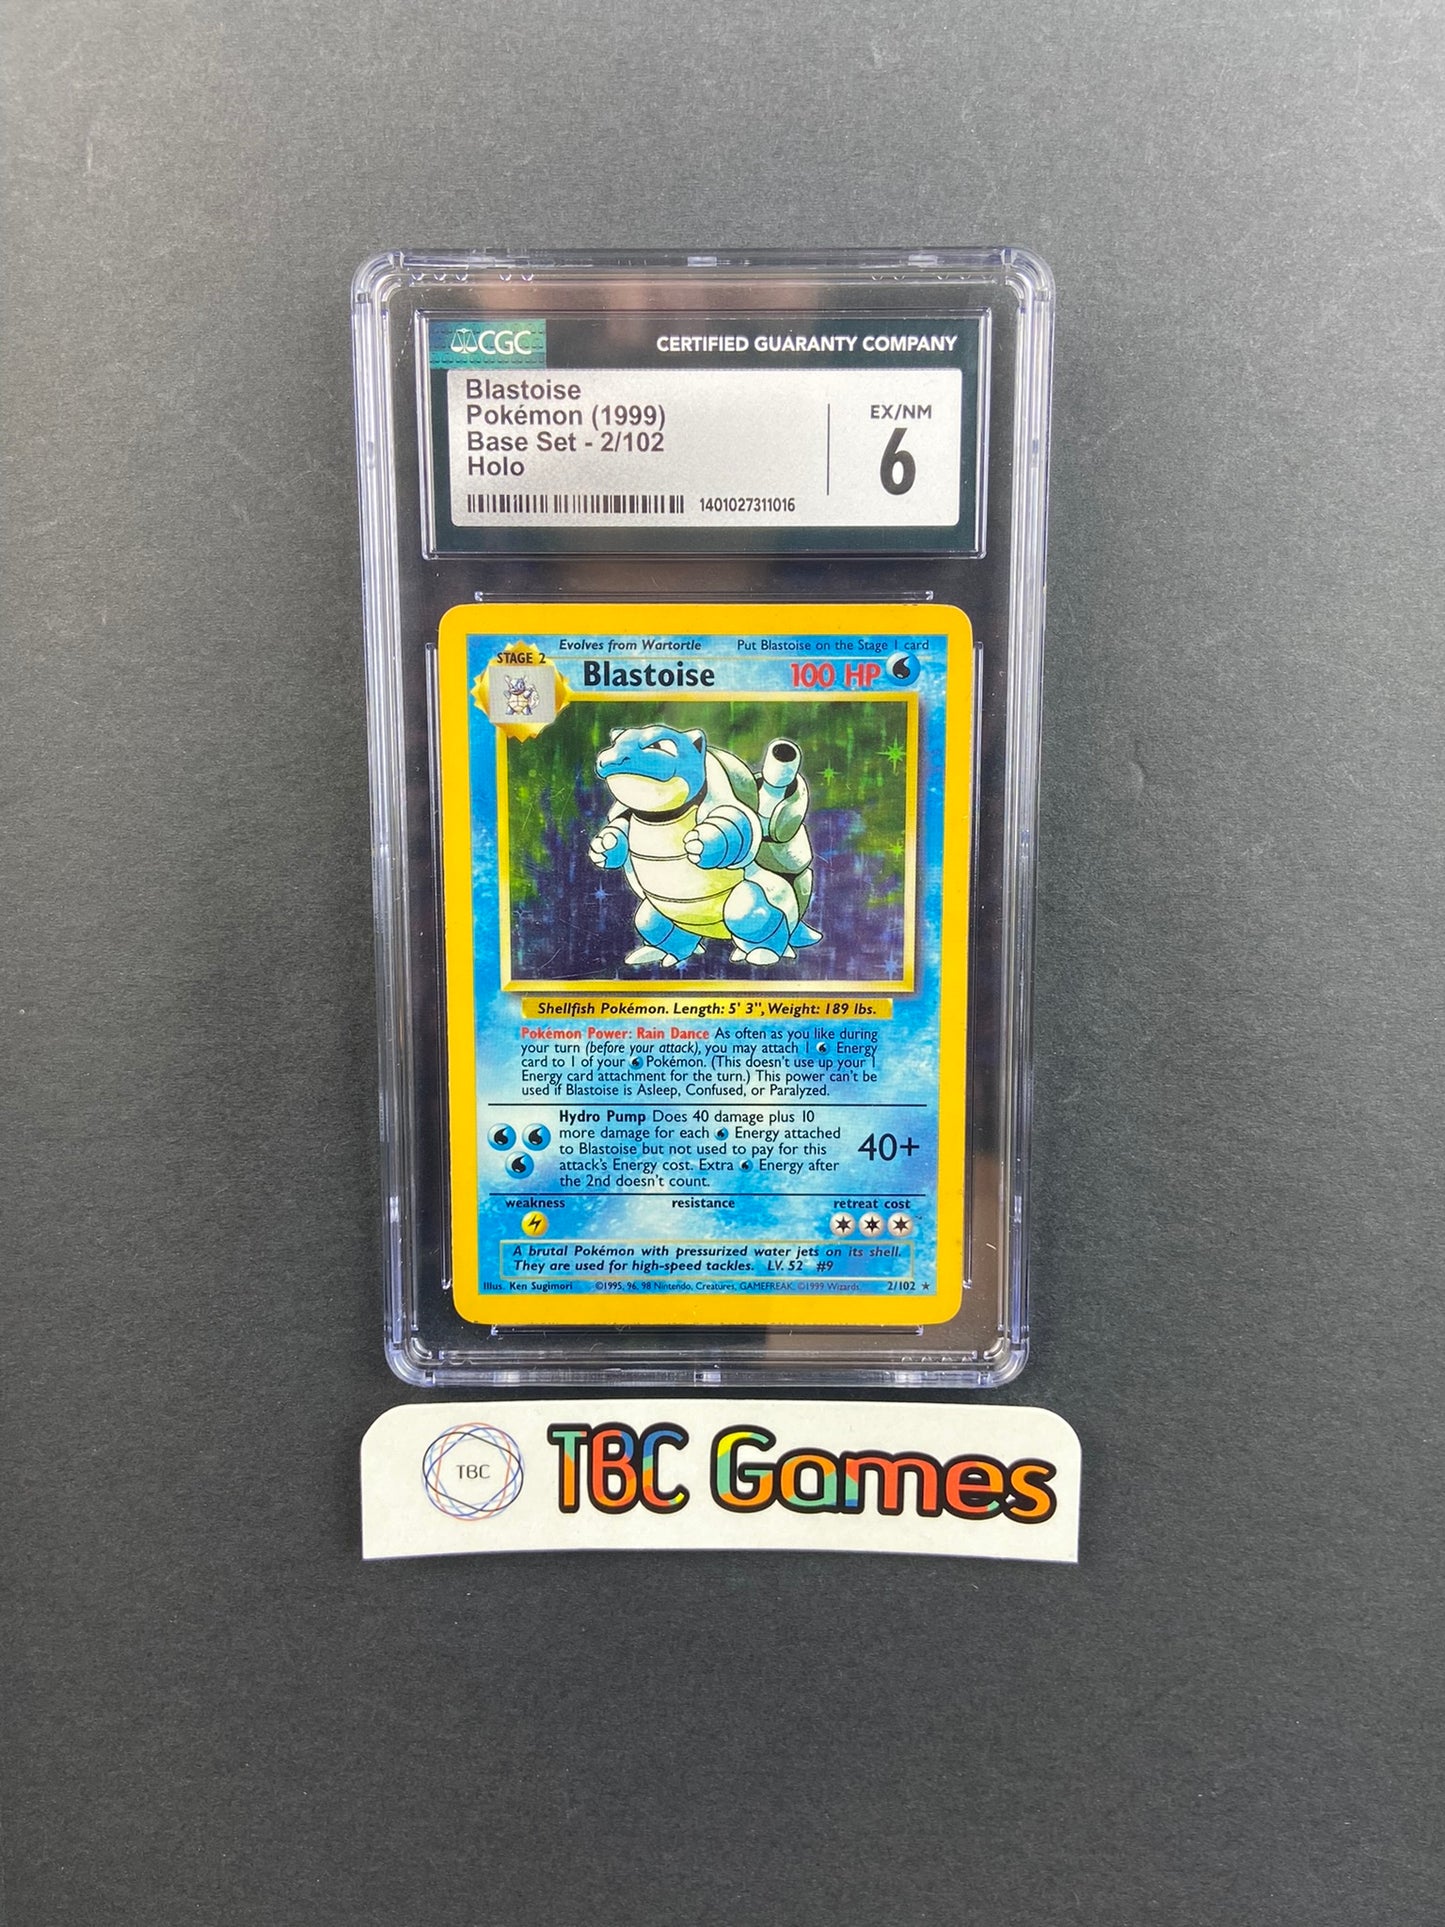 CGC
CERTIFIED GUARANTY COMPANY
Blastoise
Pokémon (1999)
Base Set - 2/102
Holo
EX/NM
6
1401027311016
Evolves from Wartortle
Put Blastoise on the Stage 1 card
STAGE 2
Blastoise
100 HP
Shellfish Pokémon. Length: 5' 3", Weight: 189 lbs.
Pokémon Power: Rain Dance As often as you like during
your turn (before your attack), you may attach 1 Energy
card to 1 of your Pokémon. (This doesn't use up your 1
Energy card attachment for the turn.) This power can't be
used if Blastoise is Asleep, Confused, or Paralyzed.
Hydro Pump Does 40 damage plus 10
more damage for each Energy attached
to Blastoise but not used to pay for this
attack's Energy cost. Extra Energy after
the 2nd doesn't count.
40+
weakness
resistance
retreat cost
A brutal Pokémon with pressurized water jets on its shell.
They are used for high-speed tackles. LV. 52 #9
Illus. Ken Sugimori
©1995, 96, 98 Nintendo, Creatures, GAMEFREAK. ©1999 Wizards.
2/102
TBC
TBC Games